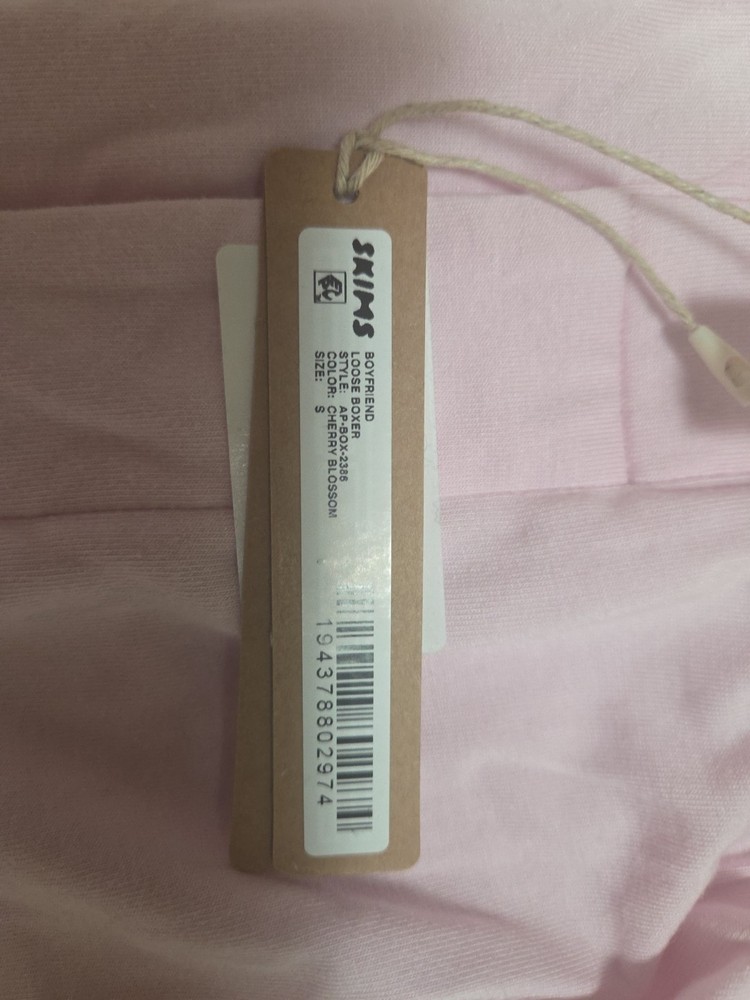 SKIMS
BOYFRIEND
LOOSE BOXER
STYLE: AP-BOX-2386
COLOR: CHERRY BLOSSOM
SIZE: S
194378802974